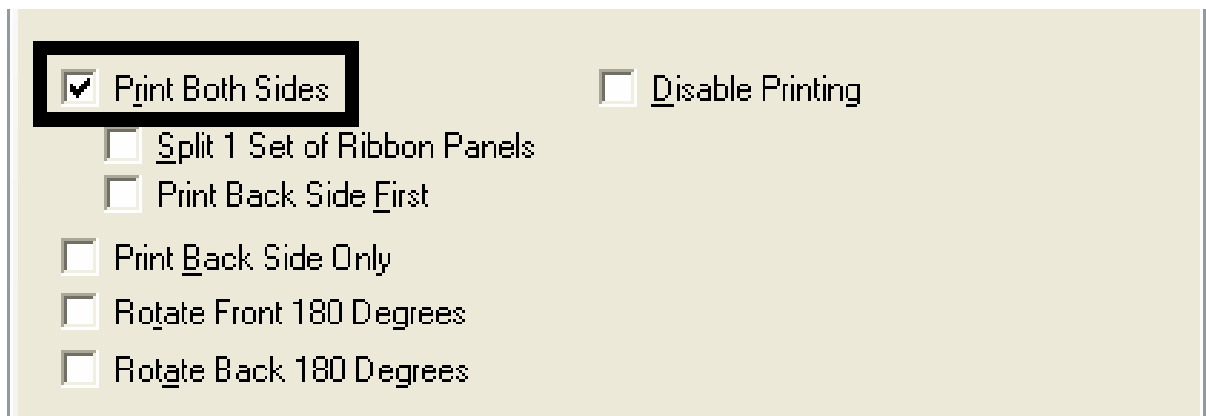 Print Both Sides
Disable Printing
Split 1 Set of Ribbon Panels
Print Back Side First
Print Back Side Only
Rotate Front 180 Degrees
Rotate Back 180 Degrees